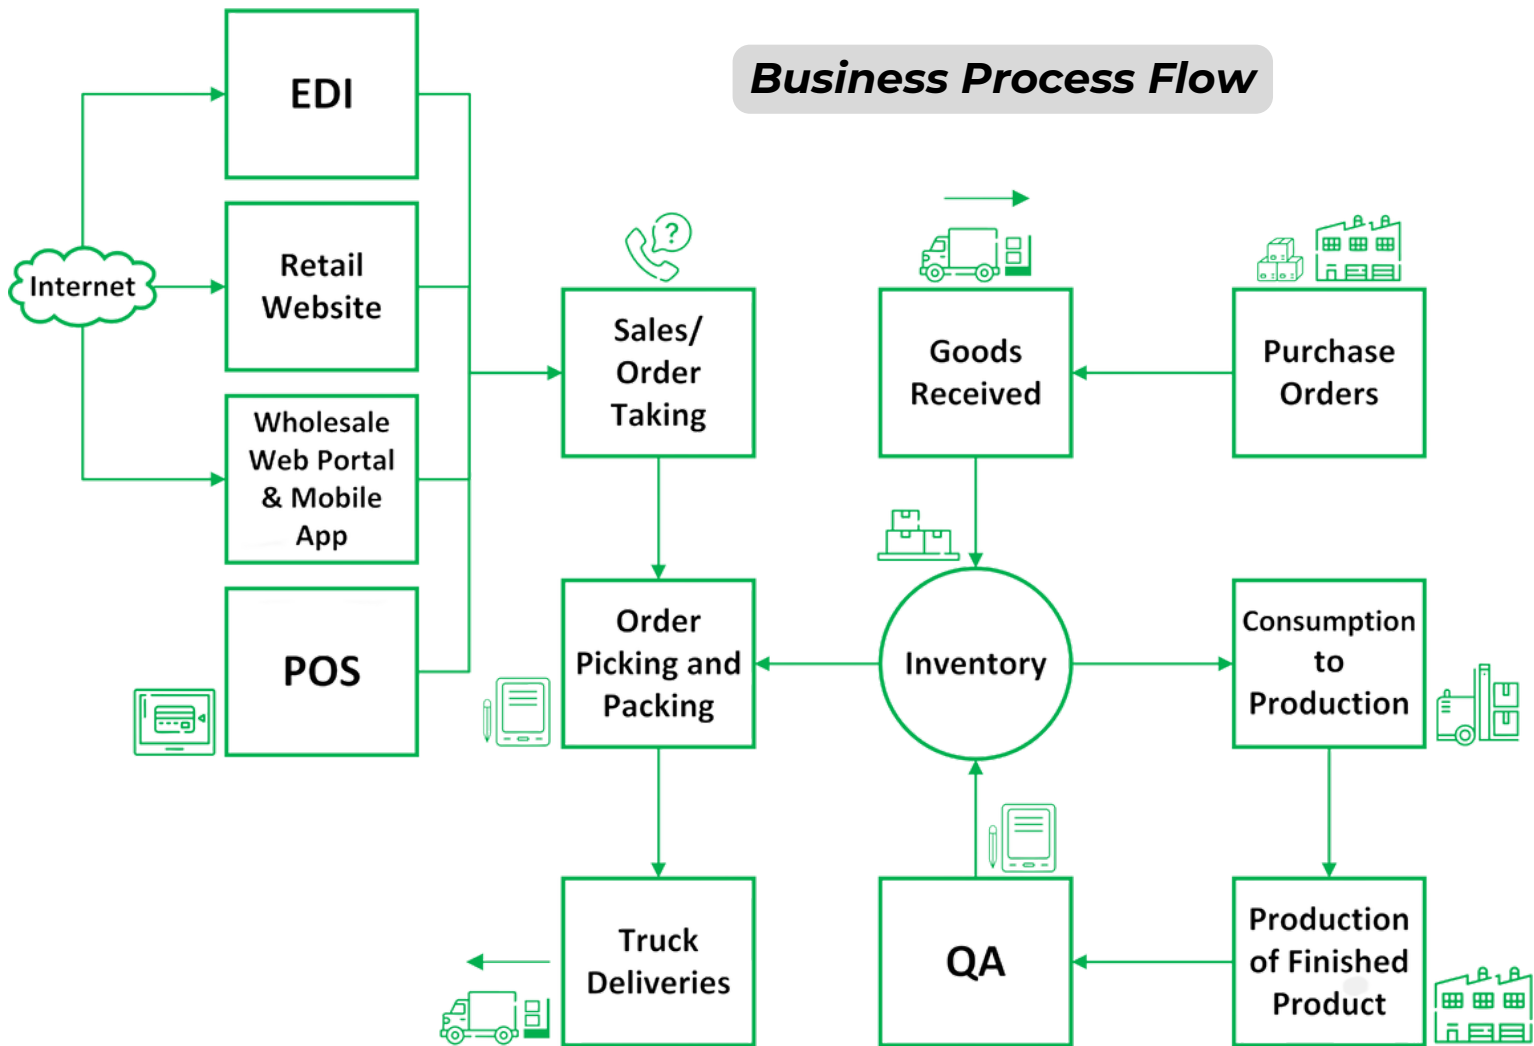 Business Process Flow
EDI
Internet
Retail
Website
Wholesale
Web Portal
& Mobile
App
POS
?
Sales/
Order
Taking
Goods
Received
Purchase
Orders
Order
Picking and
Packing
Inventory
Consumption
to
Production
Truck
Deliveries
QA
Production
of Finished
Product